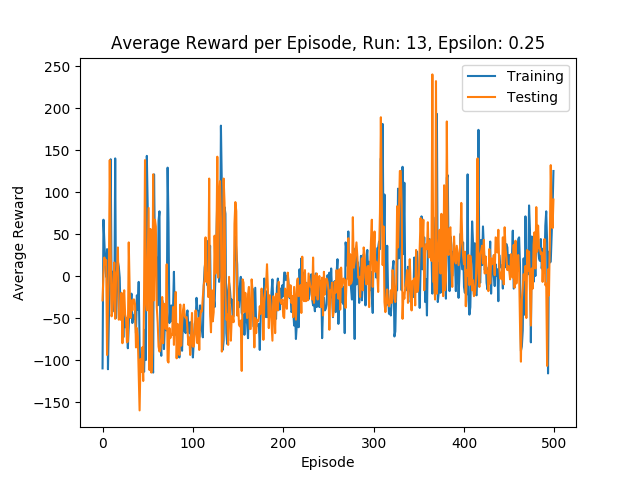 Average Reward per Episode, Run: 13, Epsilon: 0.25
Training
Testing
Average Reward
250
200
150
100
50
0
−50
−100
−150
0 100 200 300 400 500
Episode